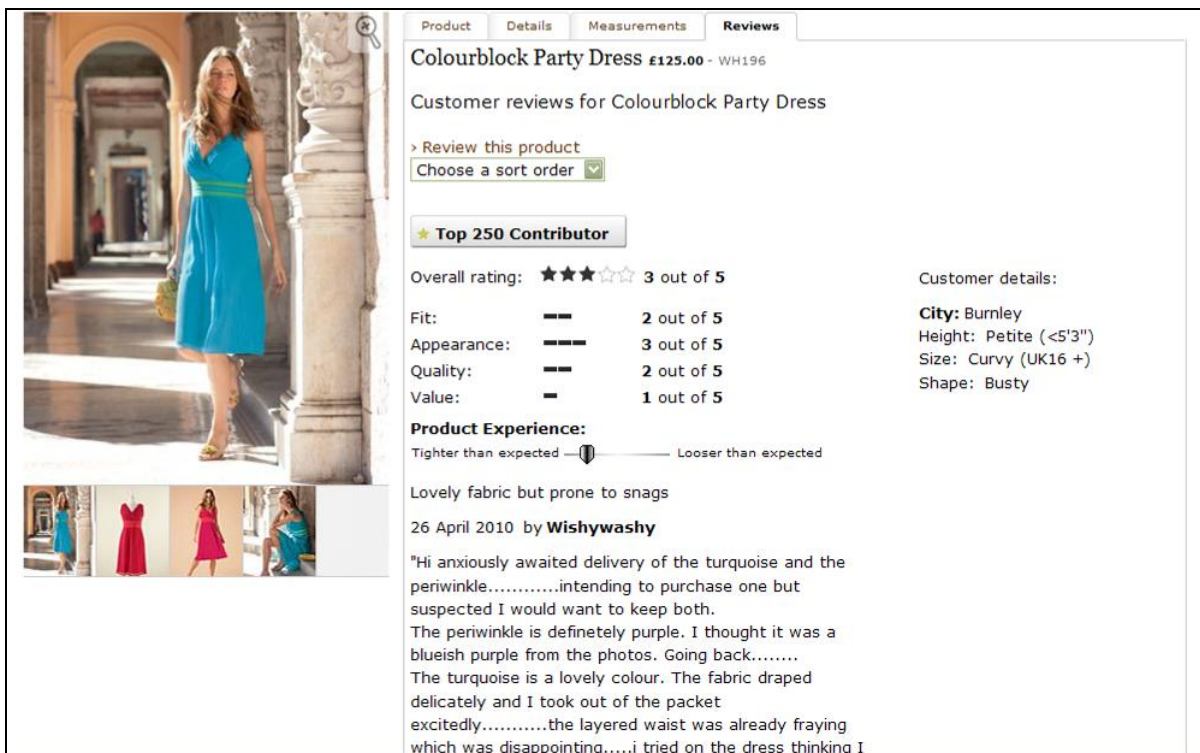 Product Details Measurements Reviews
Colourblock Party Dress £125.00 - WH196
Customer reviews for Colourblock Party Dress
› Review this product
Choose a sort order
Top 250 Contributor
Overall rating: 3 out of 5
Customer details:
Fit: 2 out of 5
Appearance: 3 out of 5
Quality: 2 out of 5
Value: 1 out of 5
City: Burnley
Height: Petite (<5'3")
Size: Curvy (UK16 +)
Shape: Busty
Product Experience:
Tighter than expected Looser than expected
Lovely fabric but prone to snags
26 April 2010 by Wishywashy
"Hi anxiously awaited delivery of the turquoise and the
periwinkle............intending to purchase one but
suspected I would want to keep both.
The periwinkle is definetely purple. I thought it was a
blueish purple from the photos. Going back........
The turquoise is a lovely colour. The fabric draped
delicately and I took out of the packet
excitedly...........the layered waist was already fraying
which was disappointing.....i tried on the dress thinking I